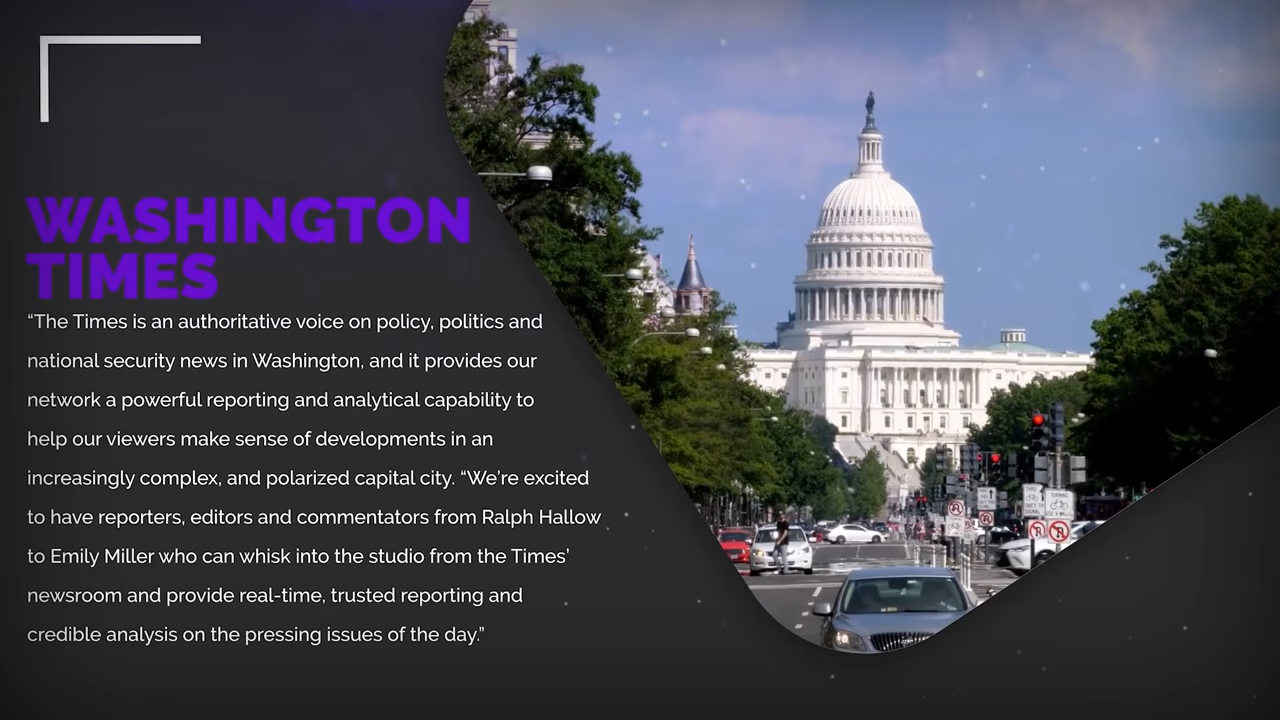 WASHINGTON
TIMES
“The Times is an authoritative voice on policy, politics and
national security news in Washington, and it provides our
network a powerful reporting and analytical capability to
help our viewers make sense of developments in an
increasingly complex, and polarized capital city. “We’re excited
to have reporters, editors and commentators from Ralph Hallow
to Emily Miller who can whisk into the studio from the Times’
newsroom and provide real-time, trusted reporting and
credible analysis on the pressing issues of the day.”